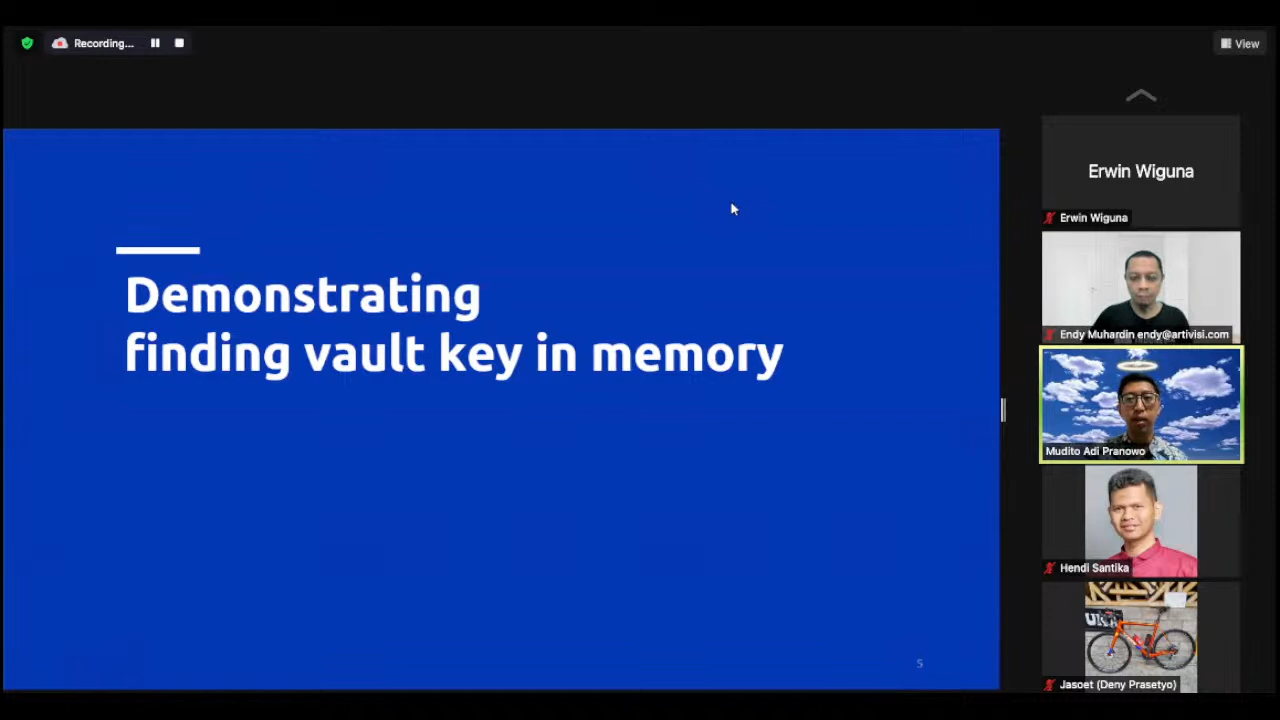 Recording...
View
Demonstrating
finding vault key in memory
5
Erwin Wiguna
Erwin Wiguna
Endy Muhardin endy@artivisi.com
Mudito Adi Pranowo
Hendi Santika
Jasoet (Deny Prasetyo)